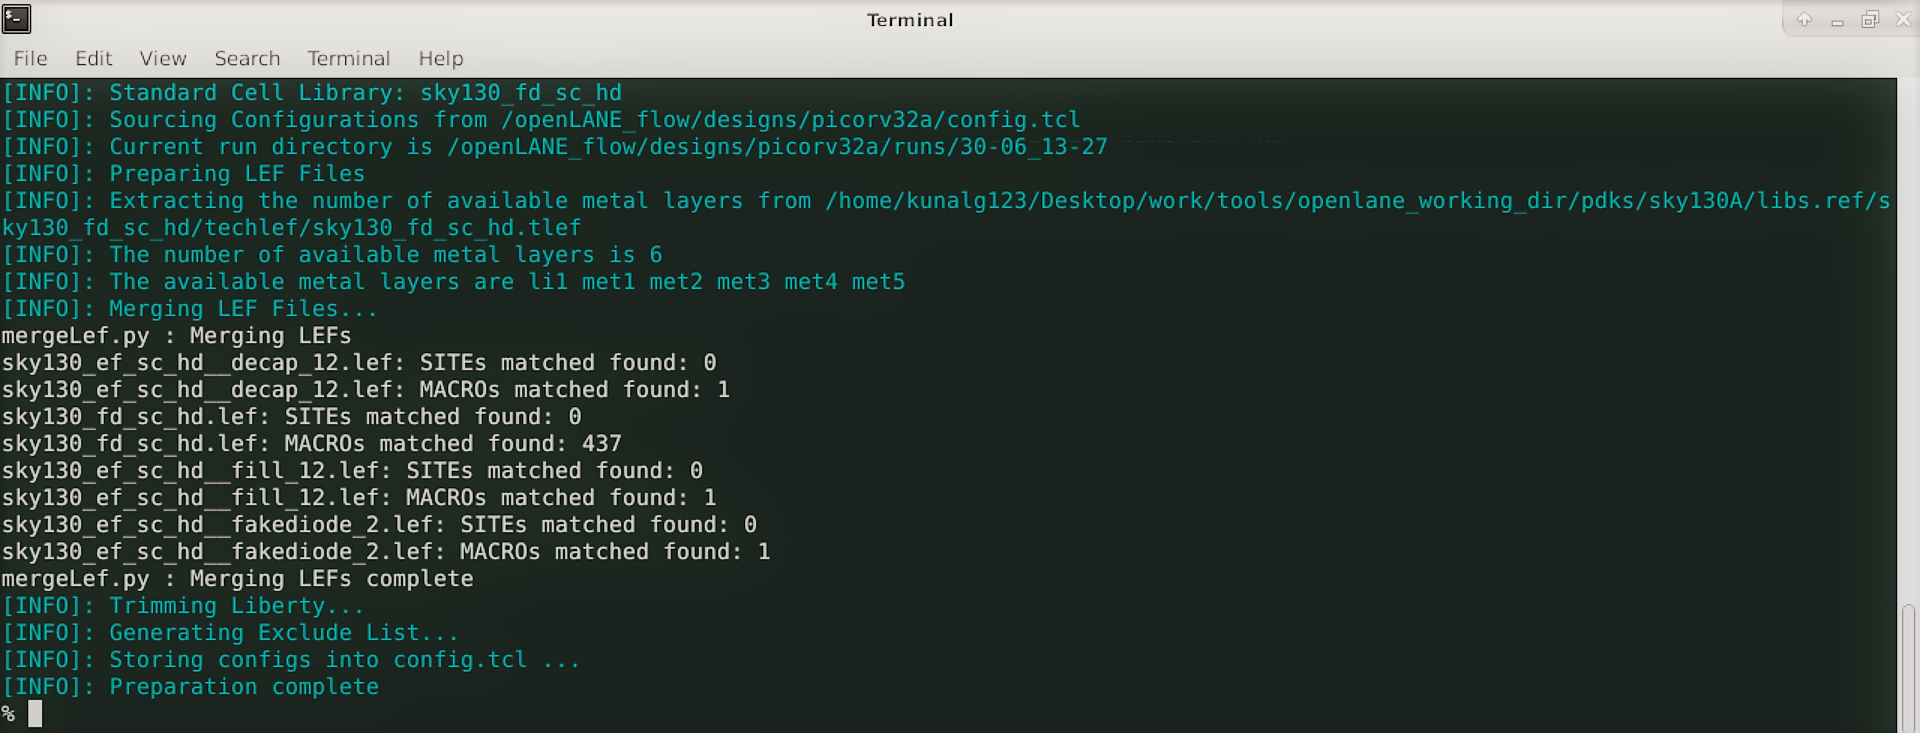 Terminal
File Edit View Search Terminal Help
[INFO]: Standard Cell Library: sky130_fd_sc_hd
[INFO]: Sourcing Configurations from /openLANE_flow/designs/picorv32a/config.tcl
[INFO]: Current run directory is /openLANE_flow/designs/picorv32a/runs/30-06_13-27
[INFO]: Preparing LEF Files
[INFO]: Extracting the number of available metal layers from /home/kunalg123/Desktop/work/tools/openlane_working_dir/pdks/sky130A/libs.ref/s
ky130_fd_sc_hd/techlef/sky130_fd_sc_hd.tlef
[INFO]: The number of available metal layers is 6
[INFO]: The available metal layers are li1 met1 met2 met3 met4 met5
[INFO]: Merging LEF Files...
mergeLef.py : Merging LEFs
sky130_ef_sc_hd__decap_12.lef: SITEs matched found: 0
sky130_ef_sc_hd__decap_12.lef: MACROs matched found: 1
sky130_fd_sc_hd.lef: SITEs matched found: 0
sky130_fd_sc_hd.lef: MACROs matched found: 437
sky130_ef_sc_hd__fill_12.lef: SITEs matched found: 0
sky130_ef_sc_hd__fill_12.lef: MACROs matched found: 1
sky130_ef_sc_hd__fakediode_2.lef: SITEs matched found: 0
sky130_ef_sc_hd__fakediode_2.lef: MACROs matched found: 1
mergeLef.py : Merging LEFs complete
[INFO]: Trimming Liberty...
[INFO]: Generating Exclude List...
[INFO]: Storing configs into config.tcl ...
[INFO]: Preparation complete
%